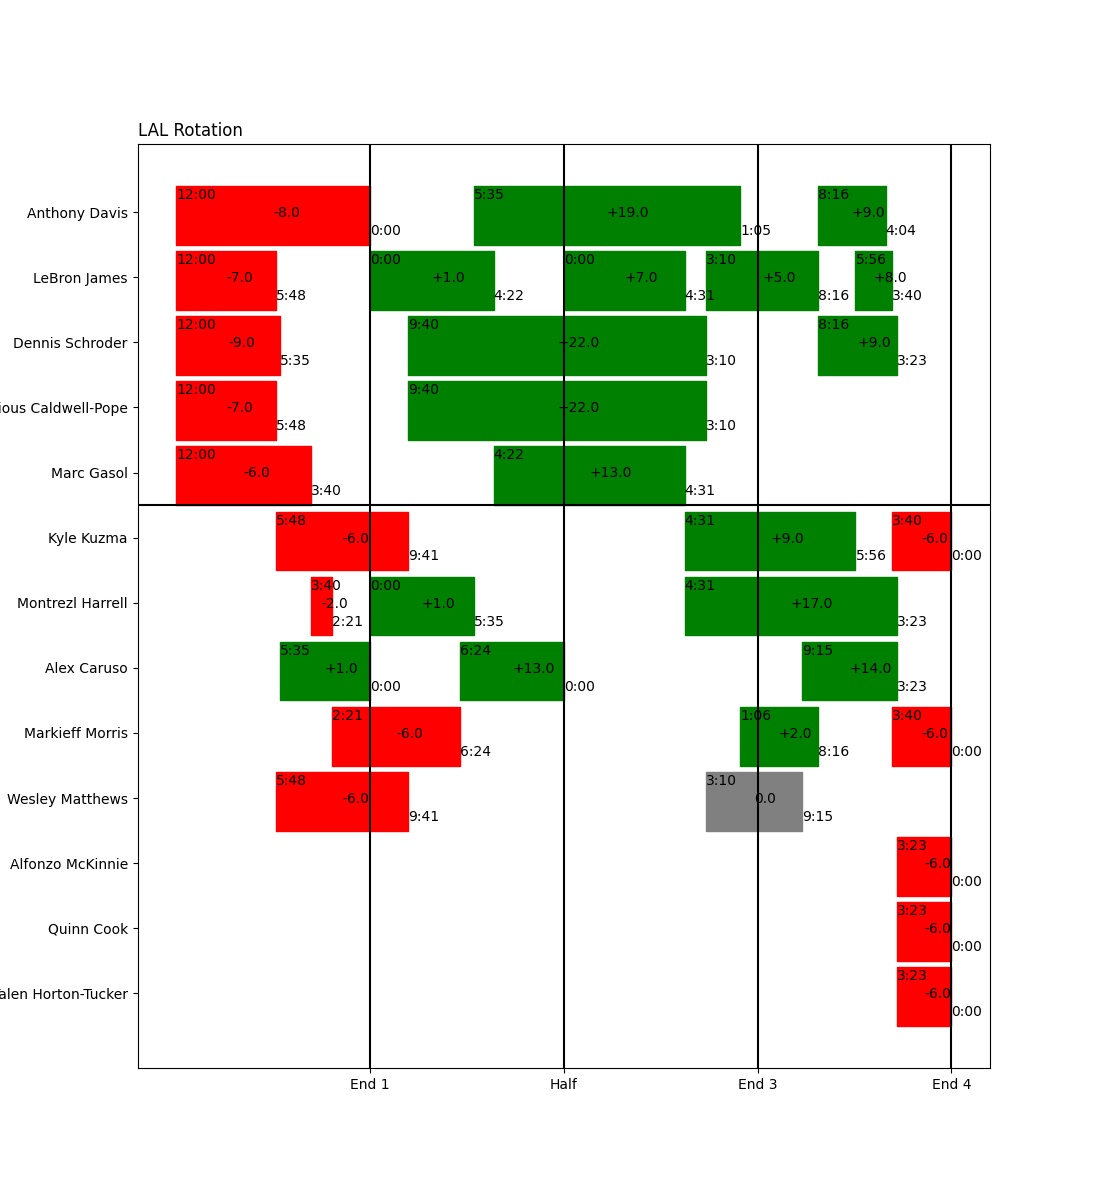 LAL Rotation
Anthony Davis 12:00 -8.0 0:00 5:35 +19.0 1:05 8:16 +9.0 4:04
LeBron James 12:00 -7.0 5:48 0:00 +1.0 4:22 0:00 +7.0 4:31 3:10 +5.0 8:16 5:56 +8.0 3:40
Dennis Schroder 12:00 -9.0 5:35 9:40 +22.0 3:10 8:16 +9.0 3:23
ious Caldwell-Pope 12:00 -7.0 5:48 9:40 +22.0 3:10
Marc Gasol 12:00 -6.0 3:40 4:22 +13.0 4:31
Kyle Kuzma 5:48 -6.0 9:41 4:31 +9.0 5:56 3:40 -6.0 0:00
Montrezl Harrell 3:40 -2.0 2:21 0:00 +1.0 5:35 4:31 +17.0 3:23
Alex Caruso 5:35 +1.0 0:00 6:24 +13.0 0:00 9:15 +14.0 3:23
Markieff Morris 2:21 -6.0 6:24 1:06 +2.0 8:16 3:40 -6.0 0:00
Wesley Matthews 5:48 -6.0 9:41 3:10 0.0 9:15
Alfonzo McKinnie 3:23 -6.0 0:00
Quinn Cook 3:23 -6.0 0:00
alen Horton-Tucker 3:23 -6.0 0:00
End 1 Half End 3 End 4